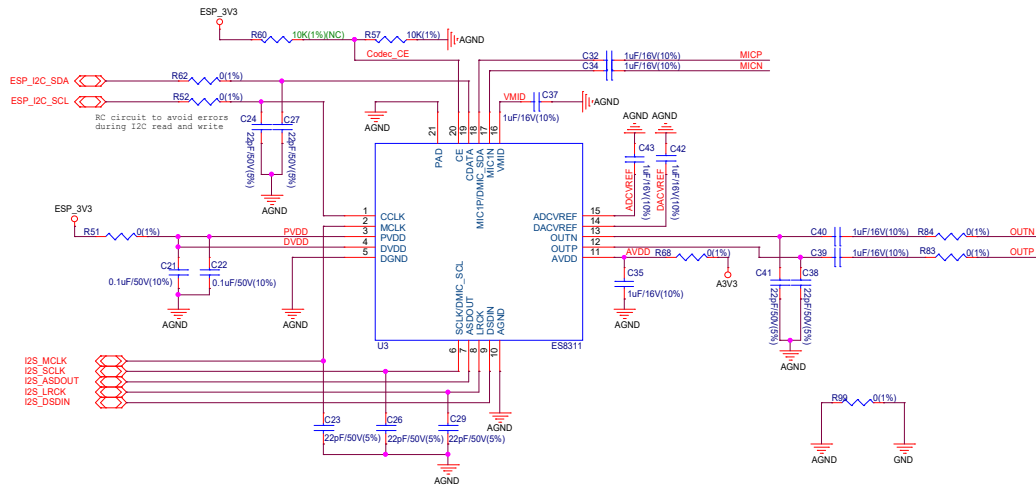 ESP_3V3
R60
10K(1%)(NC)
R57
10K(1%)
AGND
Codec_CE
C32
1uF/16V(10%)
MICP
C34
1uF/16V(10%)
MICN
ESP_I2C_SDA
R62
0(1%)
ESP_I2C_SCL
R52
0(1%)
RC circuit to avoid errors
during I2C read and write
C24
22pF/50V(5%)
C27
22pF/50V(5%)
AGND
AGND
VMID
C37
1uF/16V(10%)
AGND
21
20
19
18
17
16
PAD
CE
CDATA
MIC1P/DMIC_SDA
MIC1N
VMID
AGND
AGND
C43
1uF/16V(10%)
C42
1uF/16V(10%)
ADCVREF
DACVREF
ESP_3V3
R51
0(1%)
PVDD
DVDD
C21
0.1uF/50V(10%)
C22
0.1uF/50V(10%)
AGND
AGND
1
CCLK
2
MCLK
3
PVDD
4
DVDD
5
DGND
ADCVREF
15
DACVREF
14
OUTN
13
OUTP
12
AVDD
11
C40
1uF/16V(10%)
R84
0(1%)
OUTN
C39
1uF/16V(10%)
R83
0(1%)
OUTP
AVDD
R68
0(1%)
A3V3
C35
1uF/16V(10%)
AGND
C41
22pF/50V(5%)
C38
22pF/50V(5%)
AGND
SCLK/DMIC_SCL
ASDOUT
LRCK
DSDIN
AGND
U3
ES8311
6
7
8
9
10
I2S_MCLK
I2S_SCLK
I2S_ASDOUT
I2S_LRCK
I2S_DSDIN
AGND
C23
22pF/50V(5%)
C26
22pF/50V(5%)
C29
22pF/50V(5%)
AGND
R99
0(1%)
AGND
GND